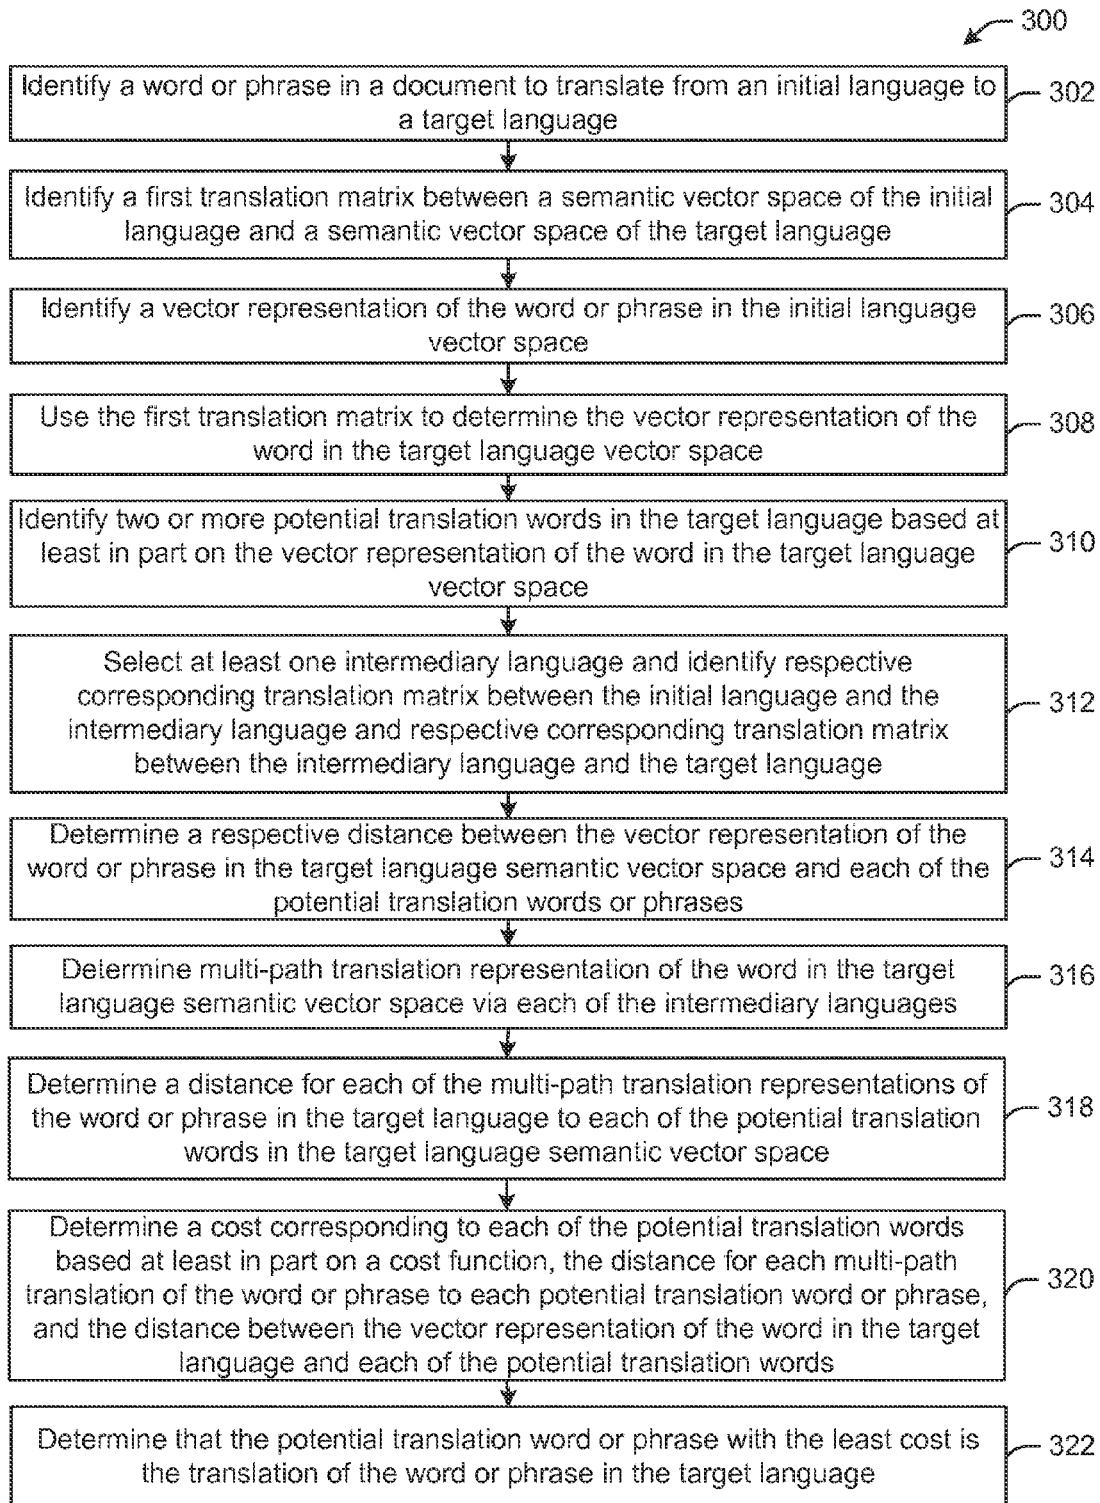 300
Identify a word or phrase in a document to translate from an initial language to
a target language
302
Identify a first translation matrix between a semantic vector space of the initial
language and a semantic vector space of the target language
304
Identify a vector representation of the word or phrase in the initial language
vector space
306
Use the first translation matrix to determine the vector representation of the
word in the target language vector space
308
Identify two or more potential translation words in the target language based at
least in part on the vector representation of the word in the target language
vector space
310
Select at least one intermediary language and identify respective
corresponding translation matrix between the initial language and the
intermediary language and respective corresponding translation matrix
between the intermediary language and the target language
312
Determine a respective distance between the vector representation of the
word or phrase in the target language semantic vector space and each of the
potential translation words or phrases
314
Determine multi-path translation representation of the word in the target
language semantic vector space via each of the intermediary languages
316
Determine a distance for each of the multi-path translation representations of
the word or phrase in the target language to each of the potential translation
words in the target language semantic vector space
318
Determine a cost corresponding to each of the potential translation words
based at least in part on a cost function, the distance for each multi-path
translation of the word or phrase to each potential translation word or phrase,
and the distance between the vector representation of the word in the target
language and each of the potential translation words
320
Determine that the potential translation word or phrase with the least cost is
the translation of the word or phrase in the target language
322